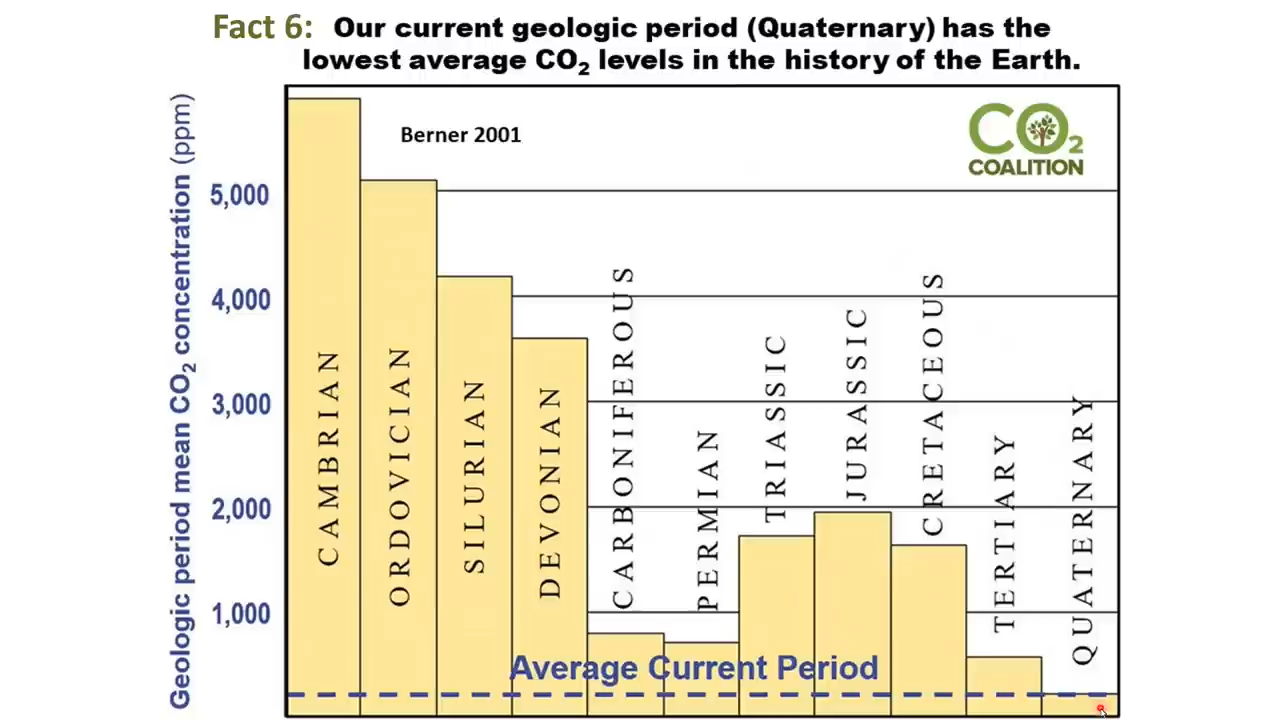 Fact 6: Our current geologic period (Quaternary) has the
lowest average CO₂ levels in the history of the Earth.
Geologic period mean CO₂ concentration (ppm)
Berner 2001
CO₂
COALITION
5,000
4,000
3,000
2,000
1,000
CAMBRIAN
ORDOVICIAN
SILURIAN
DEVONIAN
CARBONIFEROUS
PERMIAN
TRIASSIC
JURASSIC
CRETACEOUS
TERTIARY
QUATERNARY
Average Current Period